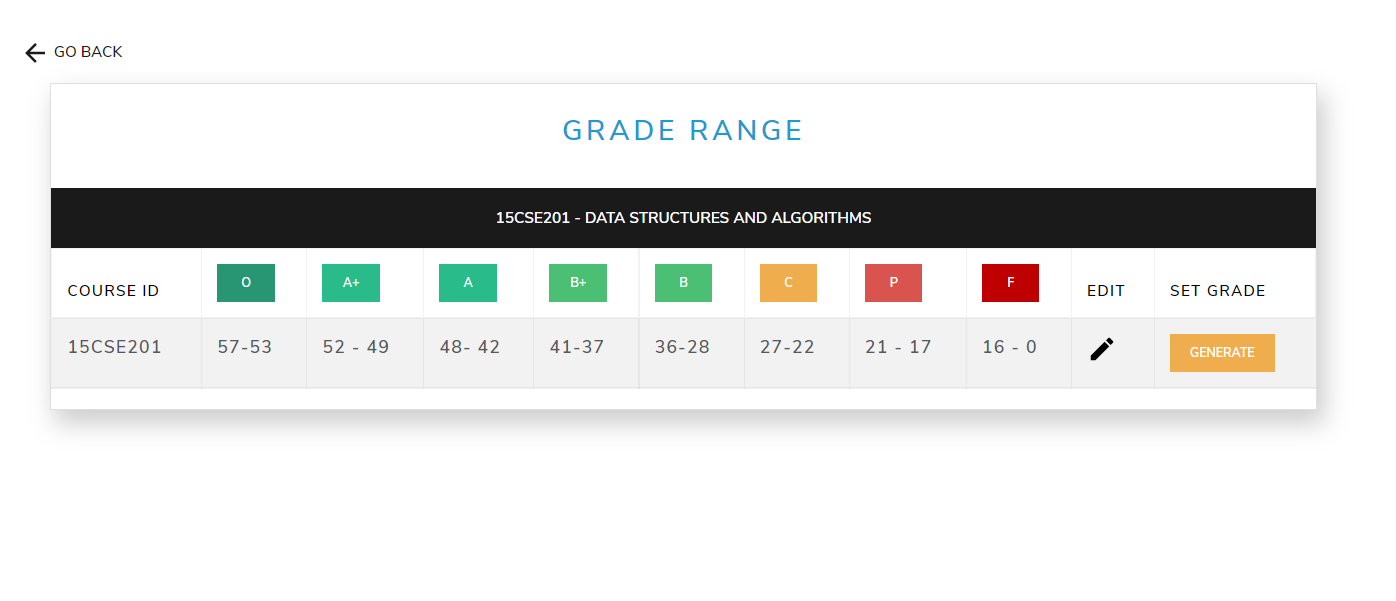 GO BACK
GRADE RANGE
15CSE201 - DATA STRUCTURES AND ALGORITHMS
COURSE ID O A+ A B+ B C P F EDIT SET GRADE
15CSE201 57-53 52 - 49 48- 42 41-37 36-28 27-22 21 - 17 16 - 0 GENERATE